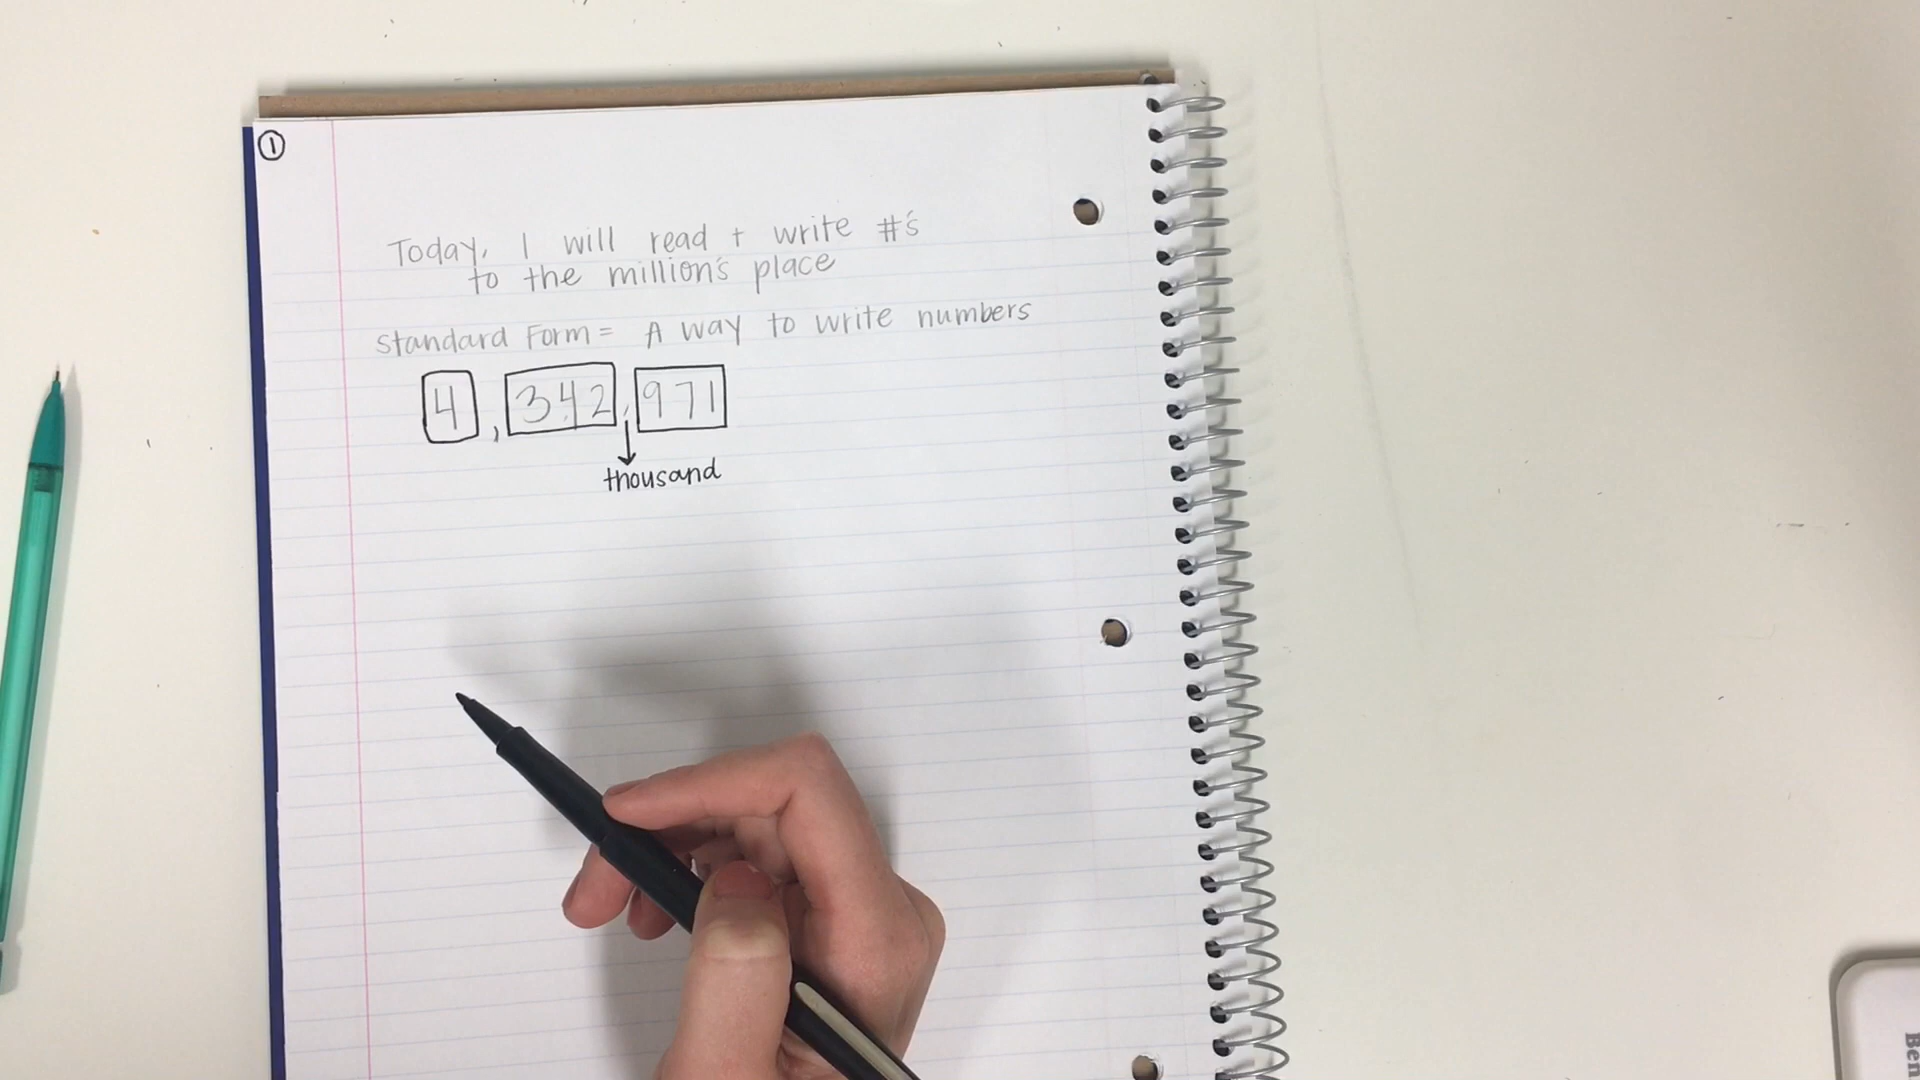 ①
Today, I will read + write #'s
to the million's place
Standard Form = A way to write numbers
4, 342, 971
thousand
Ben